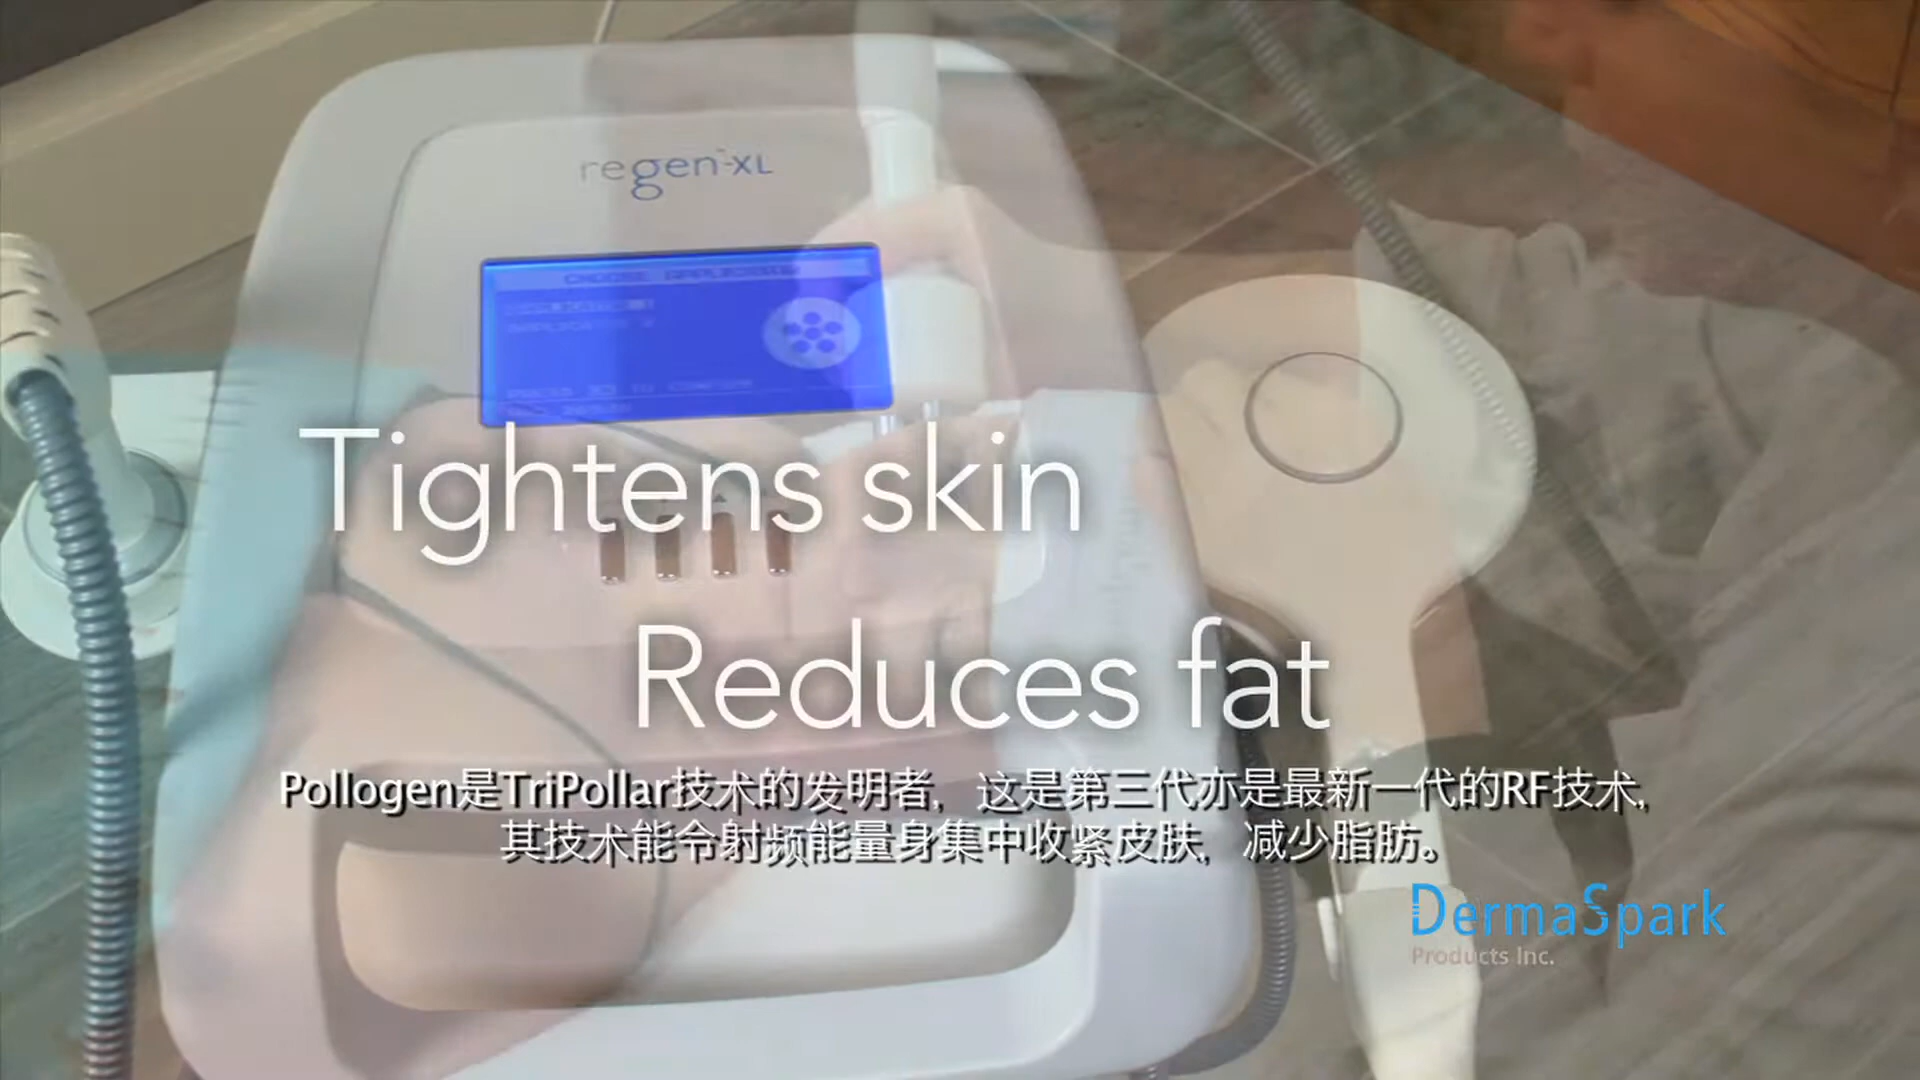 regen-XL
CHOOSE APPLICATOR
Tightens skin
Reduces fat
Pollogen是TriPollar技术的发明者，这是第三代亦是最新一代的RF技术，
其技术能令射频能量身集中收紧皮肤，减少脂肪。
DermaSpark
Products Inc.